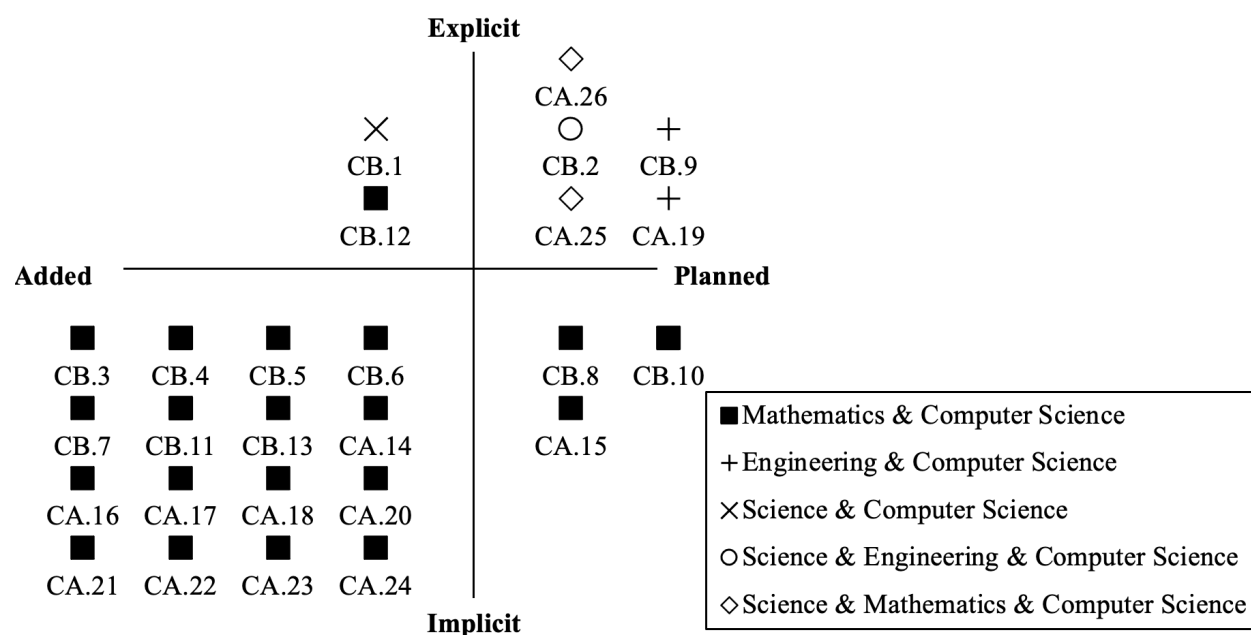 Explicit
CA.26
CB.1 CB.2 CB.9
CB.12 CA.25 CA.19
Added Planned
CB.3 CB.4 CB.5 CB.6 CB.8 CB.10
CB.7 CB.11 CB.13 CA.14 CA.15
CA.16 CA.17 CA.18 CA.20
CA.21 CA.22 CA.23 CA.24
Implicit
Mathematics & Computer Science
Engineering & Computer Science
Science & Computer Science
Science & Engineering & Computer Science
Science & Mathematics & Computer Science